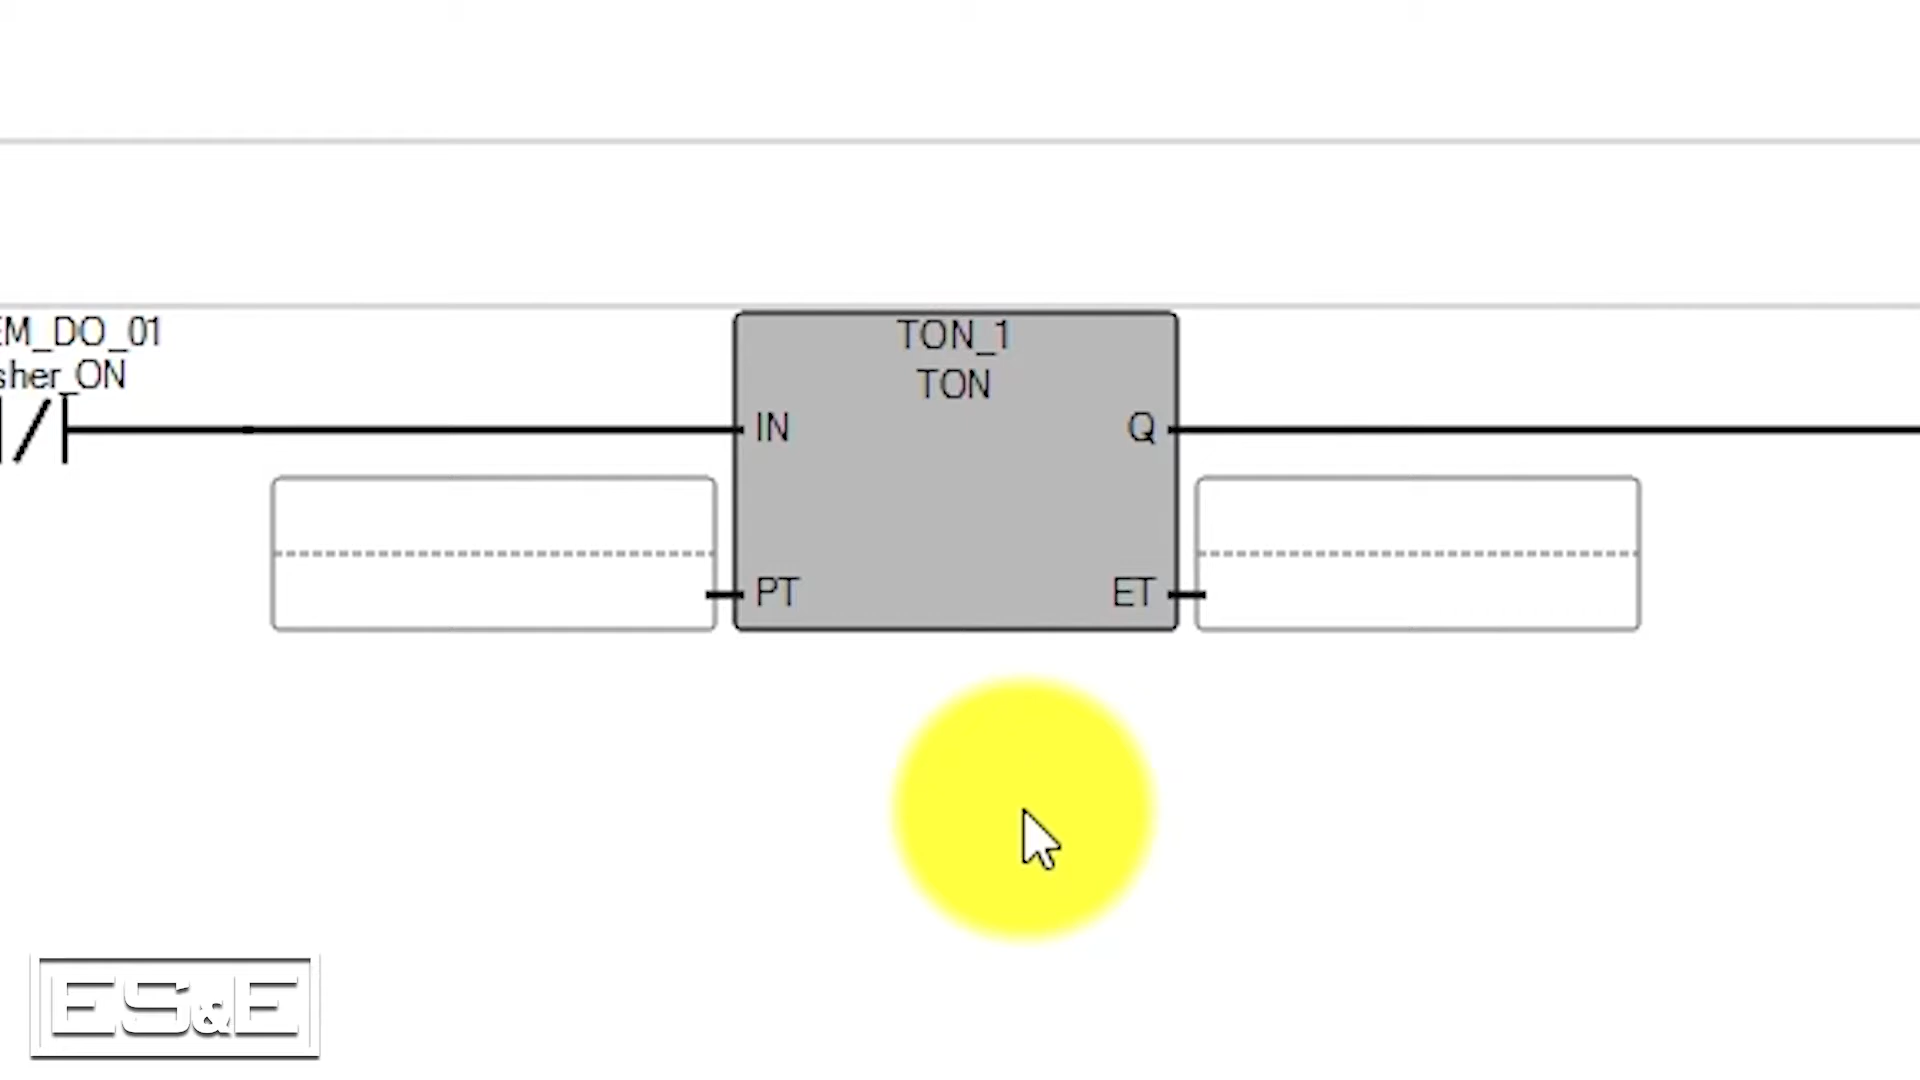 EM_DO_01
sher_ON
TON_1
TON
IN
Q
PT
ET
ES&E